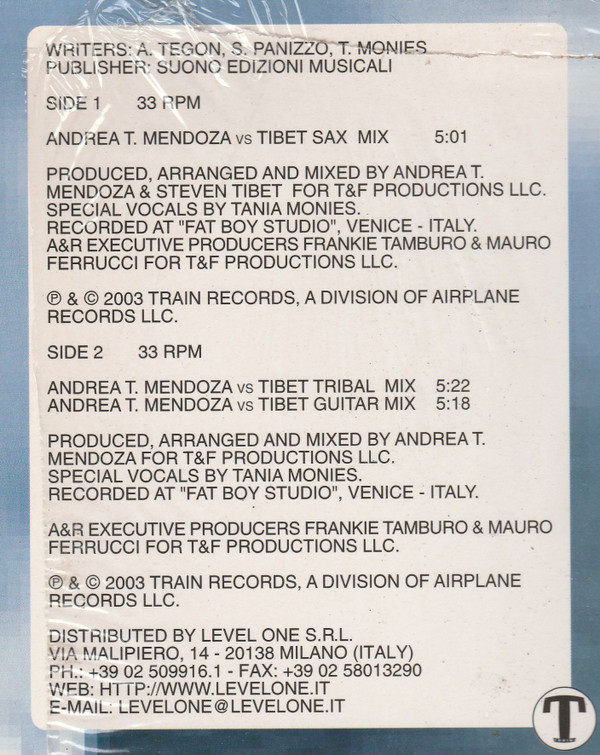 WRITERS: A. TEGON, S. PANIZZO, T. MONIES
PUBLISHER: SUONO EDIZIONI MUSICALI
SIDE 1 33 RPM
ANDREA T. MENDOZA VS TIBET SAX MIX 5:01
PRODUCED, ARRANGED AND MIXED BY ANDREA T.
MENDOZA & STEVEN TIBET FOR T&F PRODUCTIONS LLC.
SPECIAL VOCALS BY TANIA MONIES.
RECORDED AT "FAT BOY STUDIO", VENICE - ITALY.
A&R EXECUTIVE PRODUCERS FRANKIE TAMBURO & MAURO
FERRUCCI FOR T&F PRODUCTIONS LLC.
℗ & © 2003 TRAIN RECORDS, A DIVISION OF AIRPLANE
RECORDS LLC.
SIDE 2 33 RPM
ANDREA T. MENDOZA VS TIBET TRIBAL MIX 5:22
ANDREA T. MENDOZA VS TIBET GUITAR MIX 5:18
PRODUCED, ARRANGED AND MIXED BY ANDREA T.
MENDOZA FOR T&F PRODUCTIONS LLC.
SPECIAL VOCALS BY TANIA MONIES.
RECORDED AT "FAT BOY STUDIO", VENICE - ITALY.
A&R EXECUTIVE PRODUCERS FRANKIE TAMBURO & MAURO
FERRUCCI FOR T&F PRODUCTIONS LLC.
℗ & © 2003 TRAIN RECORDS, A DIVISION OF AIRPLANE
RECORDS LLC.
DISTRIBUTED BY LEVEL ONE S.R.L.
VIA MALIPIERO, 14 - 20138 MILANO (ITALY)
PH.: +39 02 509916.1 - FAX: +39 02 58013290
WEB: HTTP://WWW.LEVELONE.IT
E-MAIL: LEVELONE@LEVELONE.IT
T